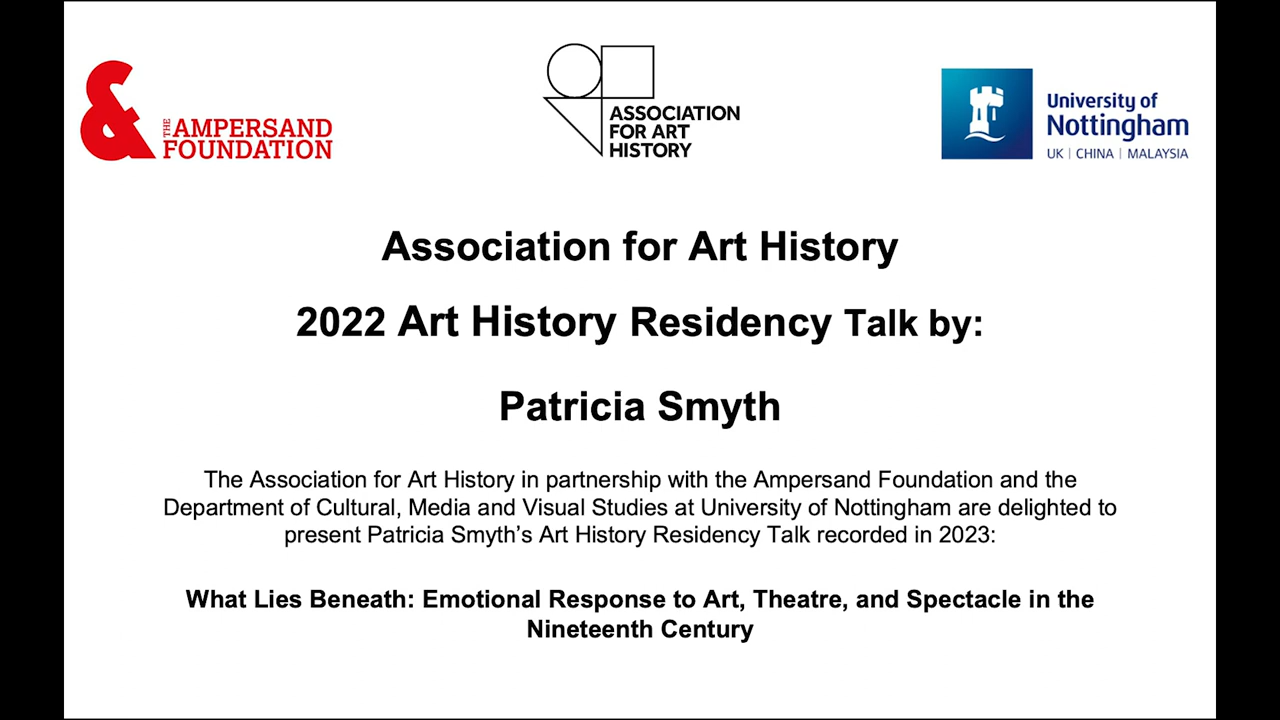 &
THE AMPERSAND
FOUNDATION
ASSOCIATION
FOR ART
HISTORY
University of
Nottingham
UK | CHINA | MALAYSIA
Association for Art History
2022 Art History Residency Talk by:
Patricia Smyth
The Association for Art History in partnership with the Ampersand Foundation and the
Department of Cultural, Media and Visual Studies at University of Nottingham are delighted to
present Patricia Smyth’s Art History Residency Talk recorded in 2023:
What Lies Beneath: Emotional Response to Art, Theatre, and Spectacle in the
Nineteenth Century